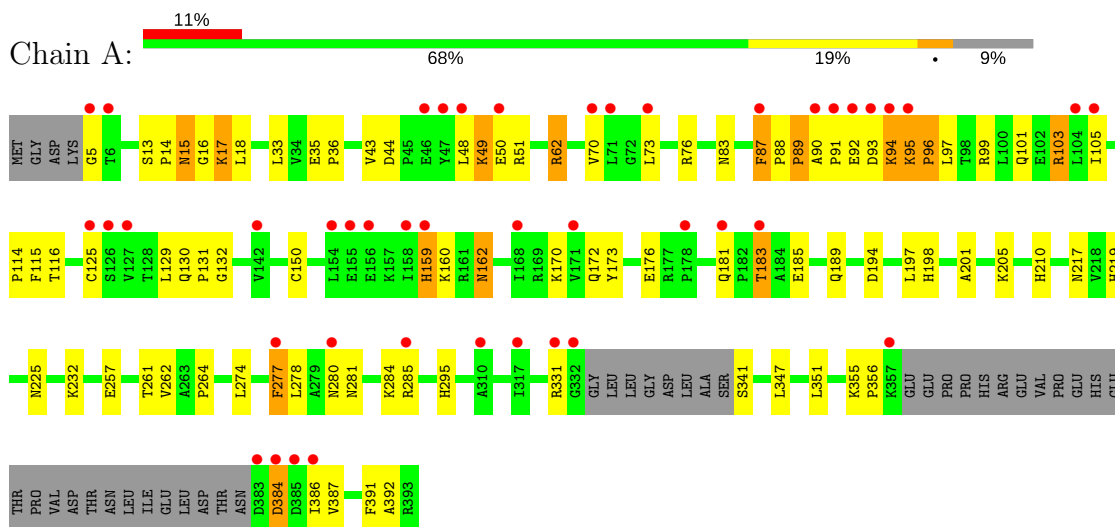 11%
Chain A:
68% 19% • 9%
MET GLY ASP LYS G5 T6 S13 P14 N15 G16 K17 L18 L33 V34 E35 P36 V43 D44 P45 E46 Y47 L48 K49 E50 R51 R62 V70 L71 G72 L73 R76 N83 F87 P88 P89 A90 P91 E92 D93 K94 K95 P96 L97 T98 R99 L100 Q101 E102 R103 L104 I105
P114 F115 T116 C125 S126 V127 T128 L129 Q130 P131 G132 V142 C150 L154 E155 E156 K157 I158 H159 K160 R161 N162 I168 R169 K170 V171 Q172 Y173 E176 R177 P178 Q181 P182 T183 A184 E185 Q189 D194 L197 H198 A201 K205 H210 N217 V218 H219
N225 K232 E257 T261 V262 A263 P264 L274 F277 L278 A279 N280 N281 K284 R285 H295 A310 I317 R331 G332 GLY LEU LEU GLY ASP LEU ALA SER S341 L347 L351 K355 P356 K357 GLU GLU PRO PRO HIS ARG GLU VAL PRO GLU HIS GLU
THR PRO VAL ASP THR ASN LEU ILE GLU LEU ASP THR ASN D383 D384 D385 I386 V387 F391 A392 R393